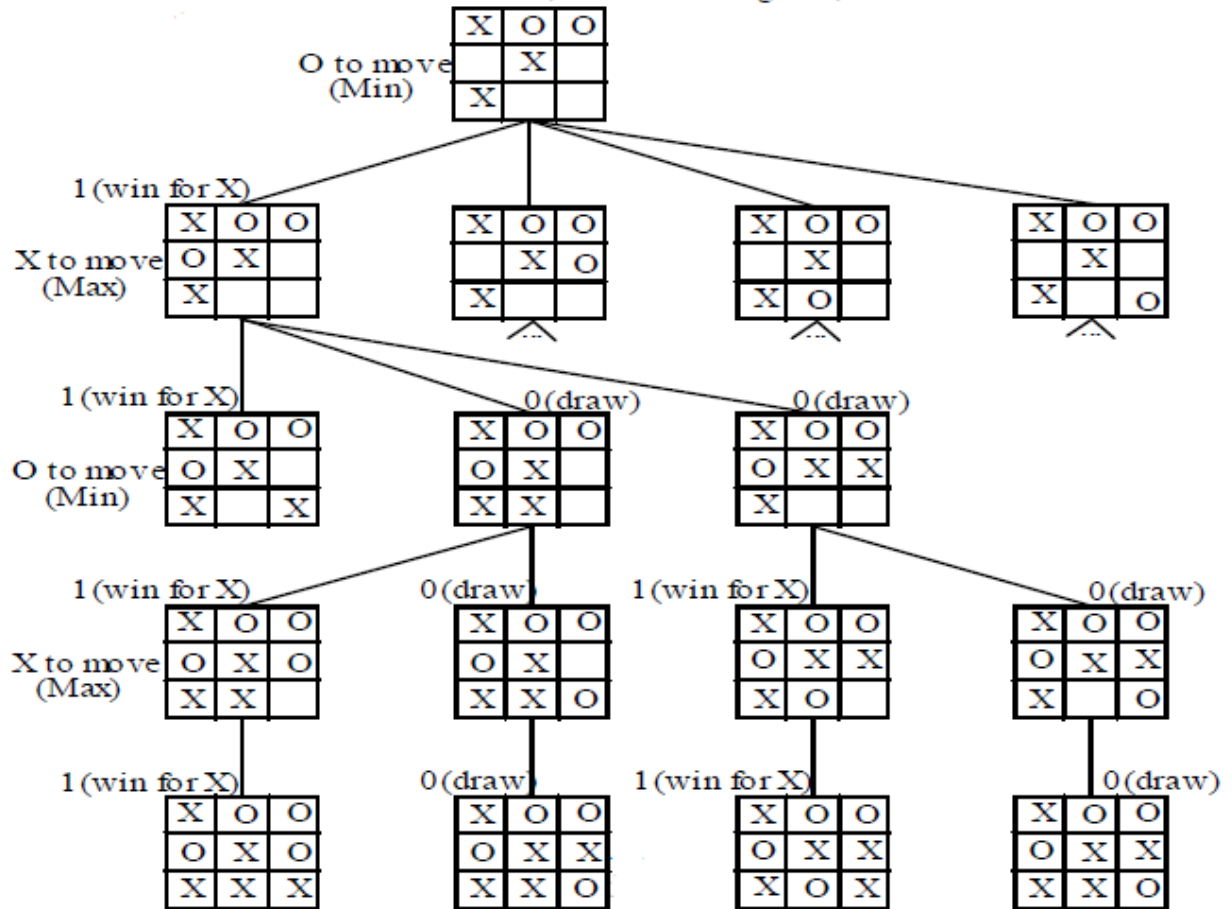 X O O
O to move X
(Min) X
1 (win for X)
X O O X O O X O O X O O
X to move O X X O X X
(Max) X X X O X O
... ... ...
1 (win for X) 0 (draw) 0 (draw)
X O O X O O X O O
O to move O X O X O X X
(Min) X X X X X
1 (win for X) 0 (draw) 1 (win for X) 0 (draw)
X O O X O O X O O X O O
X to move O X O O X O X X O X X
(Max) X X X X O X O X O
1 (win for X) 0 (draw) 1 (win for X) 0 (draw)
X O O X O O X O O X O O
O X O O X X O X X O X X
X X X X X O X O X X X O